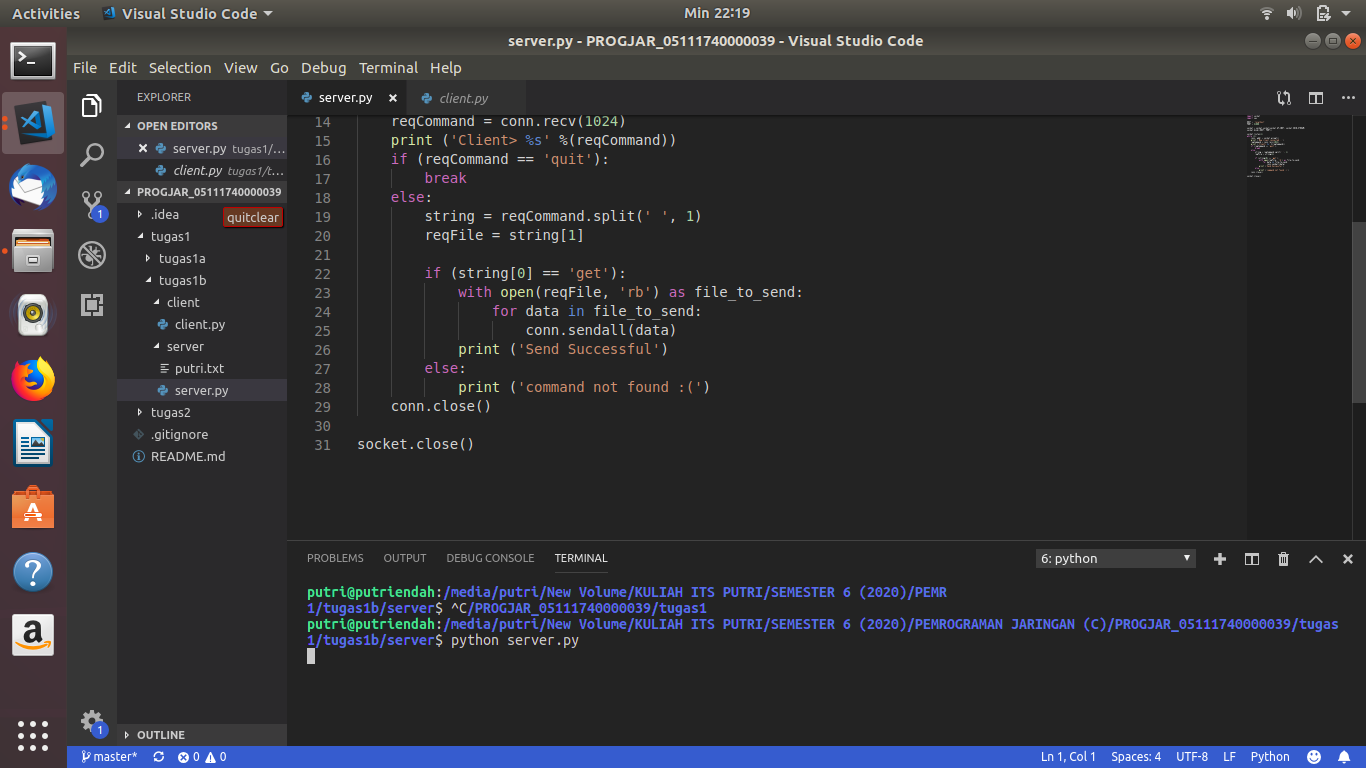 Activities Visual Studio Code Min 22:19
server.py - PROGJAR_05111740000039 - Visual Studio Code
File Edit Selection View Go Debug Terminal Help
EXPLORER
OPEN EDITORS
server.py tugas1/...
client.py tugas1/t...
PROGJAR_05111740000039
.idea
quitclear
tugas1
tugas1a
tugas1b
client
client.py
server
putri.txt
server.py
tugas2
.gitignore
README.md
OUTLINE
1
1
server.py client.py
14 reqCommand = conn.recv(1024)
15 print ('Client> %s' %(reqCommand))
16 if (reqCommand == 'quit'):
17 break
18 else:
19 string = reqCommand.split(' ', 1)
20 reqFile = string[1]
21
22 if (string[0] == 'get'):
23 with open(reqFile, 'rb') as file_to_send:
24 for data in file_to_send:
25 conn.sendall(data)
26 print ('Send Successful')
27 else:
28 print ('command not found :(')
29 conn.close()
30
31 socket.close()
PROBLEMS OUTPUT DEBUG CONSOLE TERMINAL 6: python
putri@putriendah:/media/putri/New Volume/KULIAH ITS PUTRI/SEMESTER 6 (2020)/PEMR
1/tugas1b/server$ ^C/PROGJAR_05111740000039/tugas1
putri@putriendah:/media/putri/New Volume/KULIAH ITS PUTRI/SEMESTER 6 (2020)/PEMROGRAMAN JARINGAN (C)/PROGJAR_05111740000039/tugas
1/tugas1b/server$ python server.py
master* 0 0 Ln 1, Col 1 Spaces: 4 UTF-8 LF Python